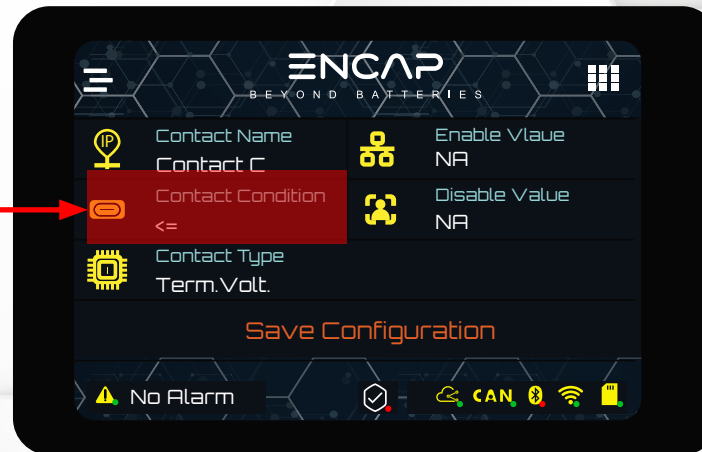 ENCAP
BEYOND BATTERIES
IP
Contact Name
Contact C
Enable Vlaue
NA
Contact Condition
<=
Disable Value
NA
Contact Type
Term.Volt.
Save Configuration
No Alarm
CAN